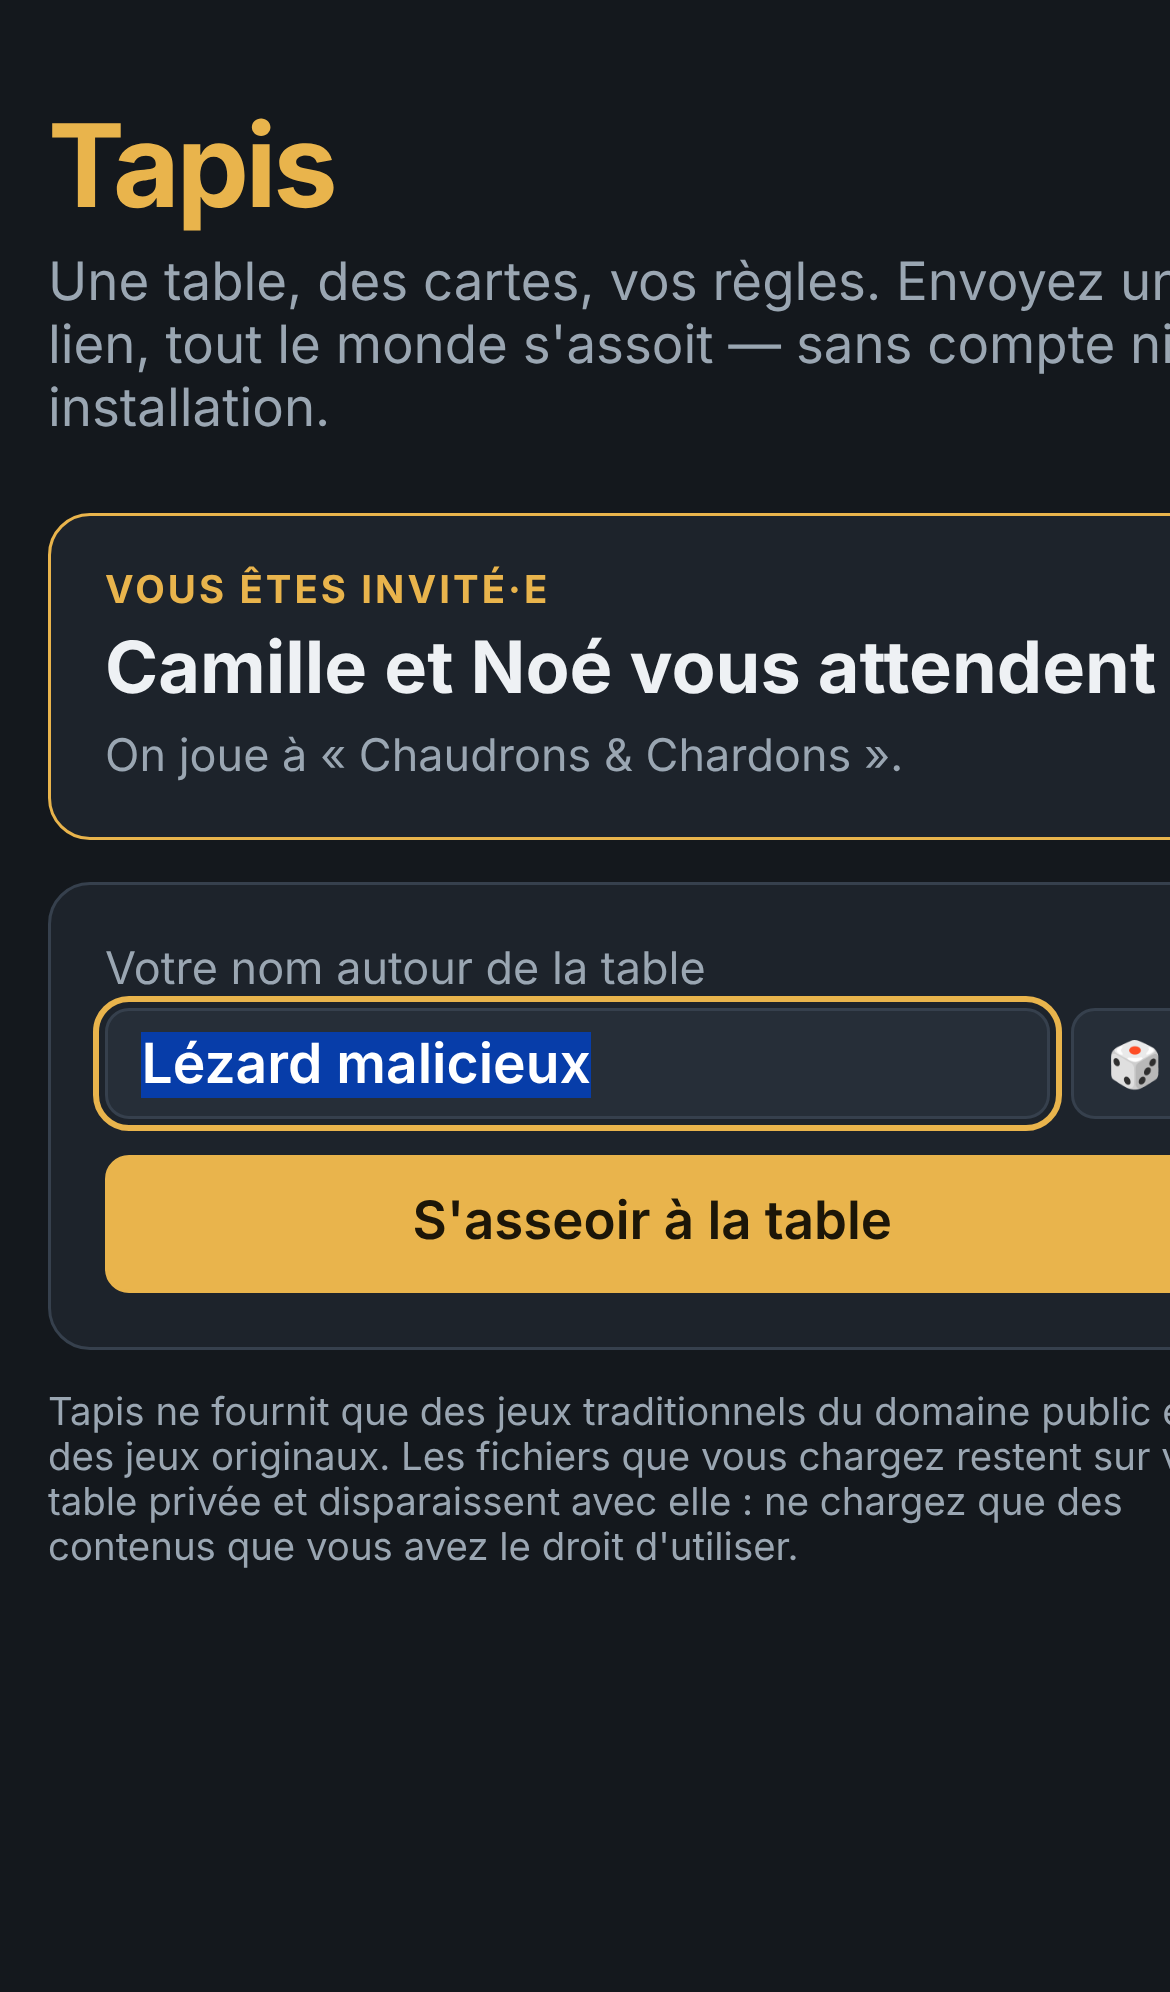 Tapis
Une table, des cartes, vos règles. Envoyez
lien, tout le monde s'assoit — sans compte ni
installation.
VOUS ÊTES INVITÉ·E
Camille et Noé vous attendent
On joue à « Chaudrons & Chardons ».
Votre nom autour de la table
Lézard malicieux
S'asseoir à la table
Tapis ne fournit que des jeux traditionnels du domaine public
des jeux originaux. Les fichiers que vous chargez restent sur
table privée et disparaissent avec elle : ne chargez que des
contenus que vous avez le droit d'utiliser.